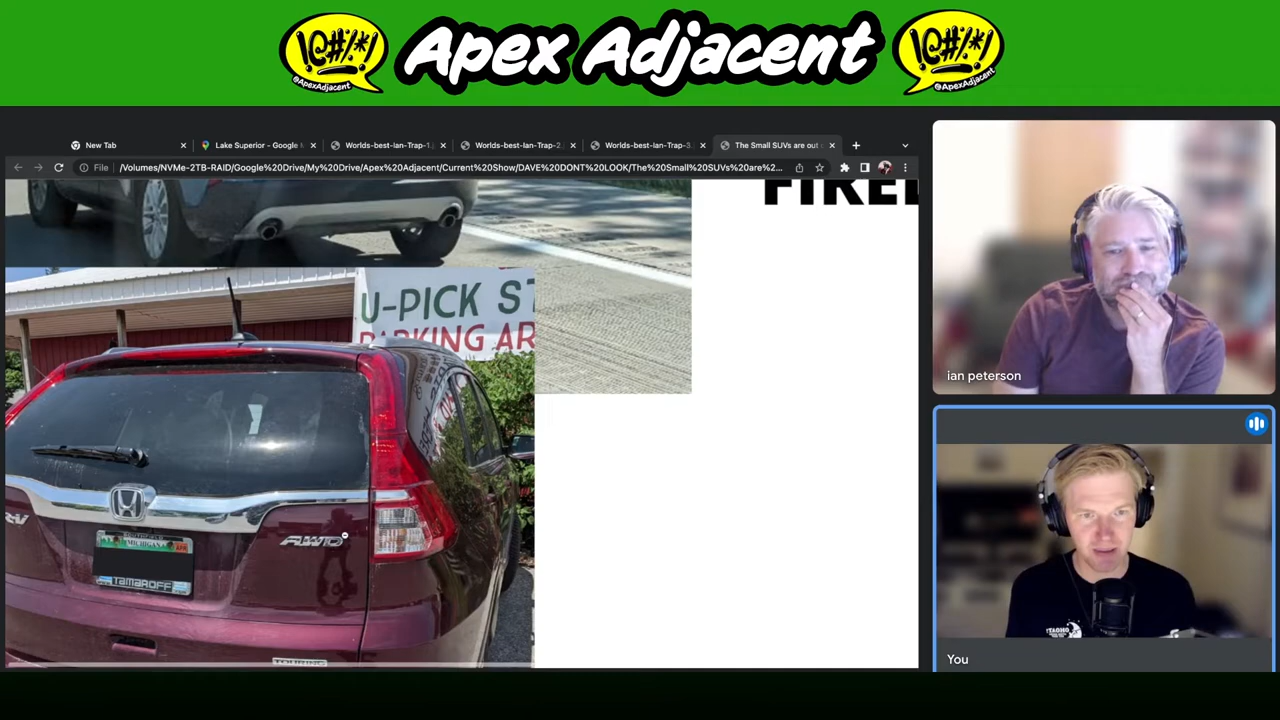 !@#/*!
@ApexAdjacent
Apex Adjacent
!@#/*!
@ApexAdjacent
New Tab
Lake Superior - Google
Worlds-best-Ian-Trap-1.
Worlds-best-Ian-Trap-2.
Worlds-best-Ian-Trap-3.
The Small SUVs are out
File
/Volumes/NVMe-2TB-RAID/Google%20Drive/My%20Drive/Apex%20Adjacent/Current%20Show/DAVE%20DONT%20LOOK/The%20Small%20SUVs%20are%2...
U-PICK ST
PARKING AR
AWD
MICHIGAN
TAMAROFF
TOURING
ian peterson
You